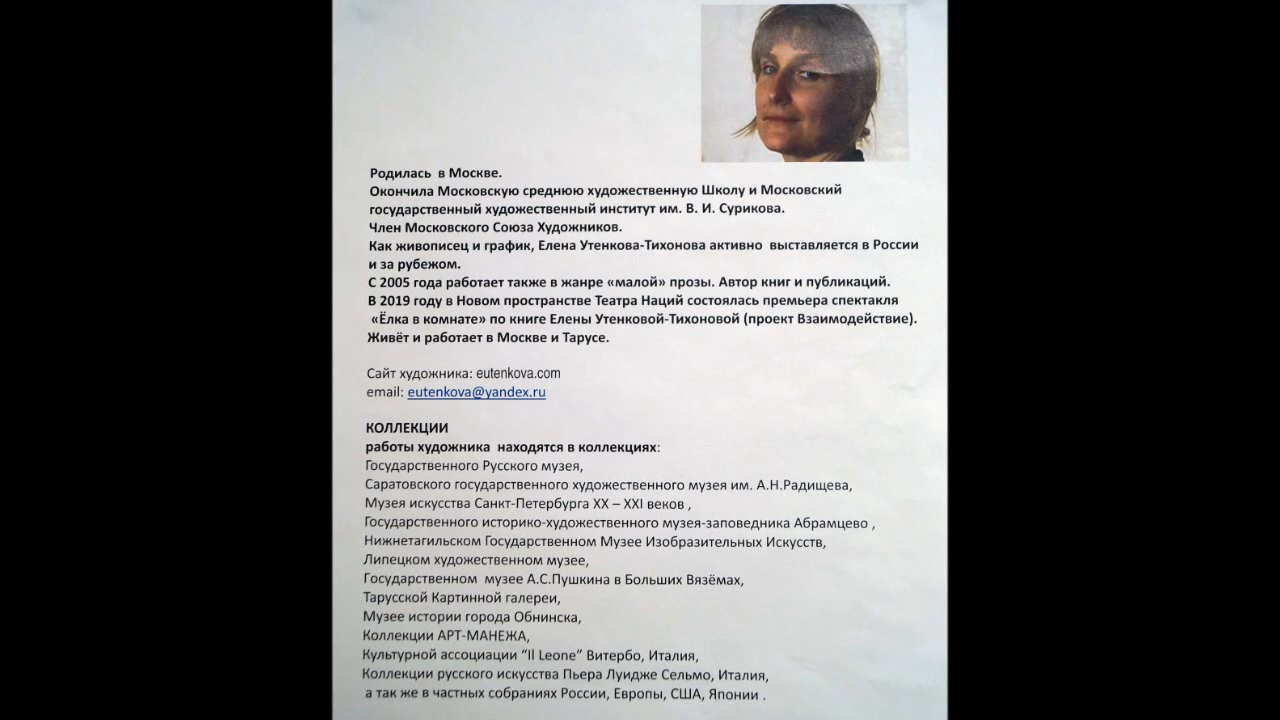 Родилась в Москве.
Окончила Московскую среднюю художественную Школу и Московский
государственный художественный институт им. В. И. Сурикова.
Член Московского Союза Художников.
Как живописец и график, Елена Утенкова-Тихонова активно выставляется в России
и за рубежом.
С 2005 года работает также в жанре «малой» прозы. Автор книг и публикаций.
В 2019 году в Новом пространстве Театра Наций состоялась премьера спектакля
«Ёлка в комнате» по книге Елены Утенковой-Тихоновой (проект Взаимодействие).
Живёт и работает в Москве и Тарусе.
Сайт художника: eutenkova.com
email: eutenkova@yandex.ru
КОЛЛЕКЦИИ
работы художника находятся в коллекциях:
Государственного Русского музея,
Саратовского государственного художественного музея им. А.Н.Радищева,
Музея искусства Санкт-Петербурга XX – XXI веков ,
Государственного историко-художественного музея-заповедника Абрамцево ,
Нижнетагильском Государственном Музее Изобразительных Искусств,
Липецком художественном музее,
Государственном музее А.С.Пушкина в Больших Вязёмах,
Тарусской Картинной галереи,
Музее истории города Обнинска,
Коллекции АРТ-МАНЕЖА,
Культурной ассоциации “Il Leone” Витербо, Италия,
Коллекции русского искусства Пьера Луидже Сельмо, Италия,
а так же в частных собраниях России, Европы, США, Японии .